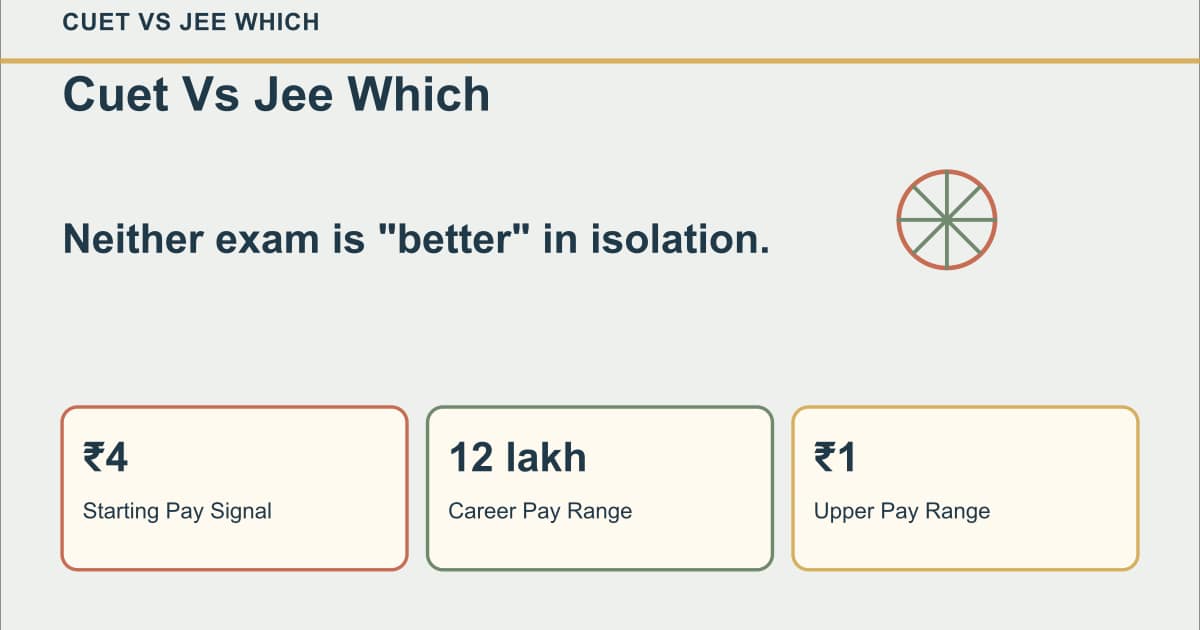 CUET VS JEE WHICH
Cuet Vs Jee Which
Neither exam is "better" in isolation.
₹4
Starting Pay Signal
12 lakh
Career Pay Range
₹1
Upper Pay Range